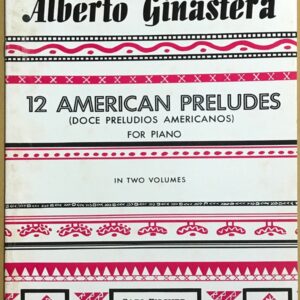 Alberto Ginastera
12 AMERICAN PRELUDES
(DOCE PRELUDIOS AMERICANOS)
FOR PIANO
IN TWO VOLUMES